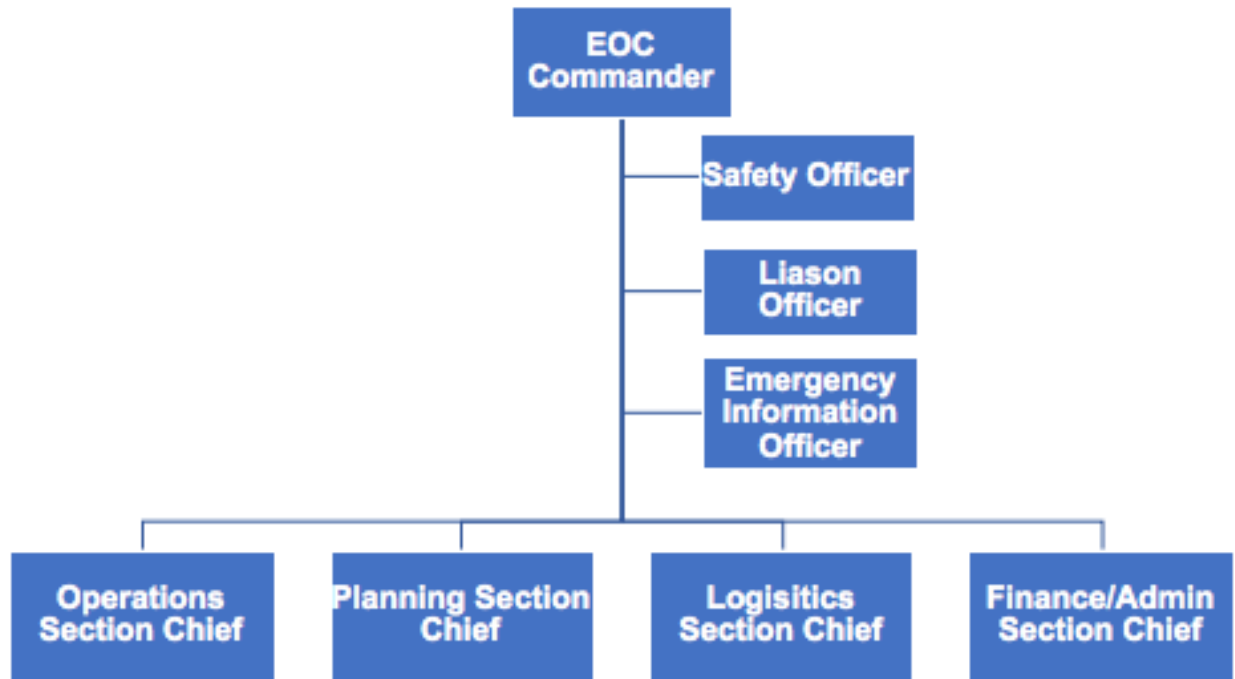 EOC
Commander
Safety Officer
Liason
Officer
Emergency
Information
Officer
Operations
Section Chief
Planning Section
Chief
Logisitics
Section Chief
Finance/Admin
Section Chief